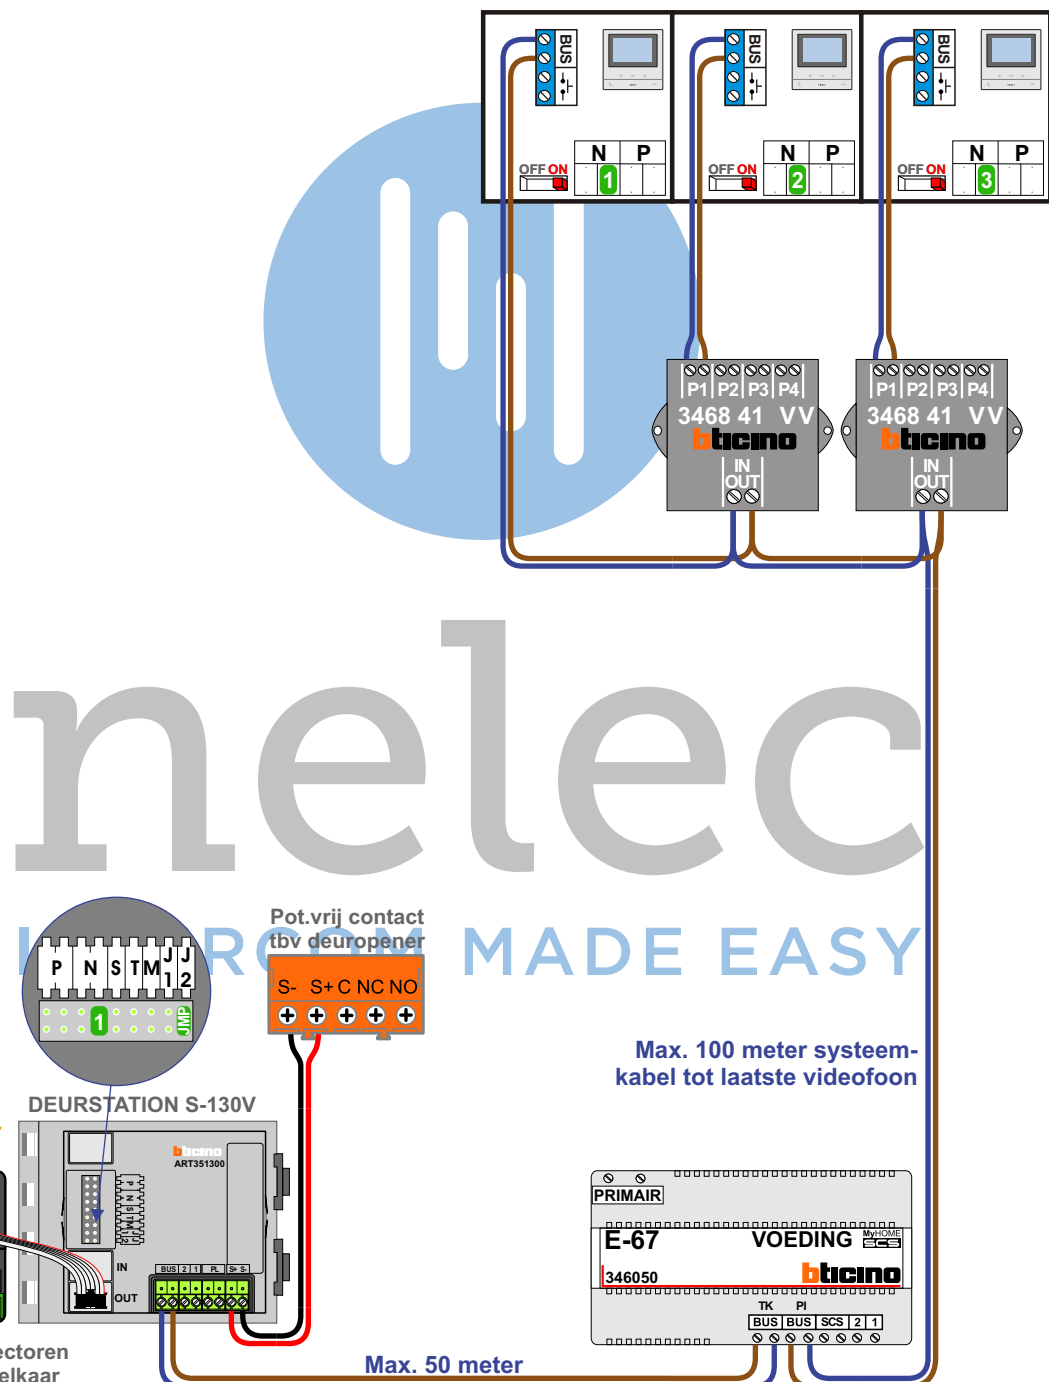 BUS
BUS
BUS
N P
N P
N P
OFF ON
OFF ON
OFF ON
1
2
3
P1 P2 P3 P4
P1 P2 P3 P4
3468 41 VV
3468 41 VV
bticino
bticino
IN
OUT
IN
OUT
nelec
RCOM MADE EASY
Pot.vrij contact
tbv deuropener
S- S+ C NC NO
P N S T M J1 J2
1 JMP
Max. 100 meter systeem-
kabel tot laatste videofoon
DEURSTATION S-130V
bticino
ART351300
P N S T M J1 J2
IN
OUT
BUS 2 1 PL S+ S-
PRIMAIR
E-67 VOEDING MyHOME
SCS
346050 bticino
TK PI
BUS BUS SCS 2 1
ectoren
elkaar
Max. 50 meter